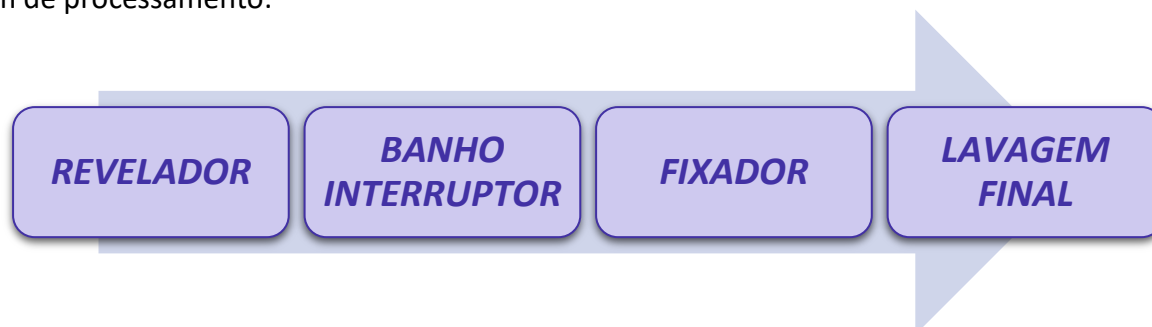 de processamento.
REVELADOR
BANHO
INTERRUPTOR
FIXADOR
LAVAGEM
FINAL